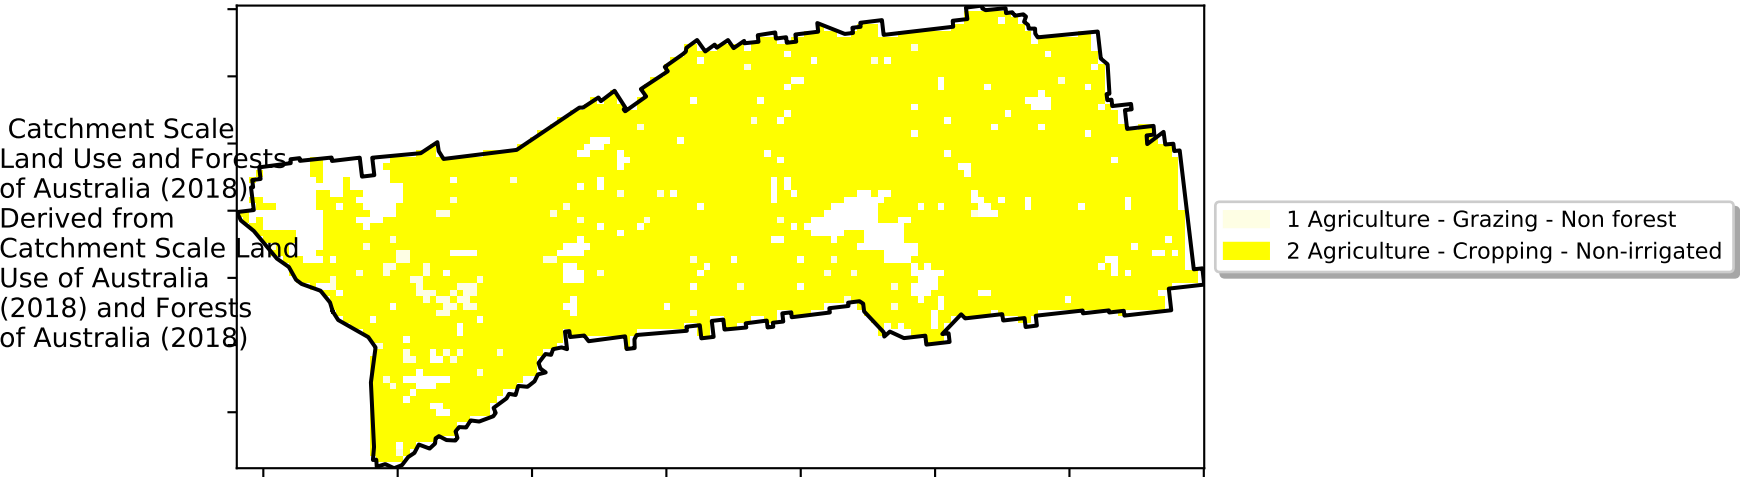 Catchment Scale
Land Use and Forests
of Australia (2018)
Derived from
Catchment Scale Land
Use of Australia
(2018) and Forests
of Australia (2018)
1 Agriculture - Grazing - Non forest
2 Agriculture - Cropping - Non-irrigated